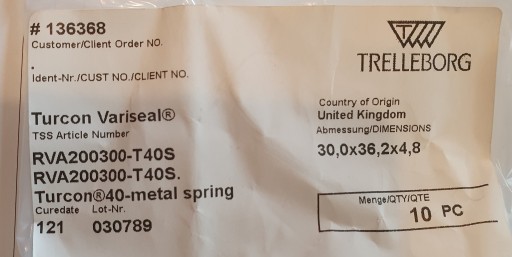 # 136368
Customer/Client Order NO.
.
Ident-Nr./CUST NO./CLIENT NO.
TRELLEBORG
Turcon Variseal®
TSS Article Number
RVA200300-T40S
RVA200300-T40S.
Turcon®40-metal spring
Curedate Lot-Nr.
121 030789
Country of Origin
United Kingdom
Abmessung/DIMENSIONS
30,0x36,2x4,8
Menge/QTY/QTE
10 PC